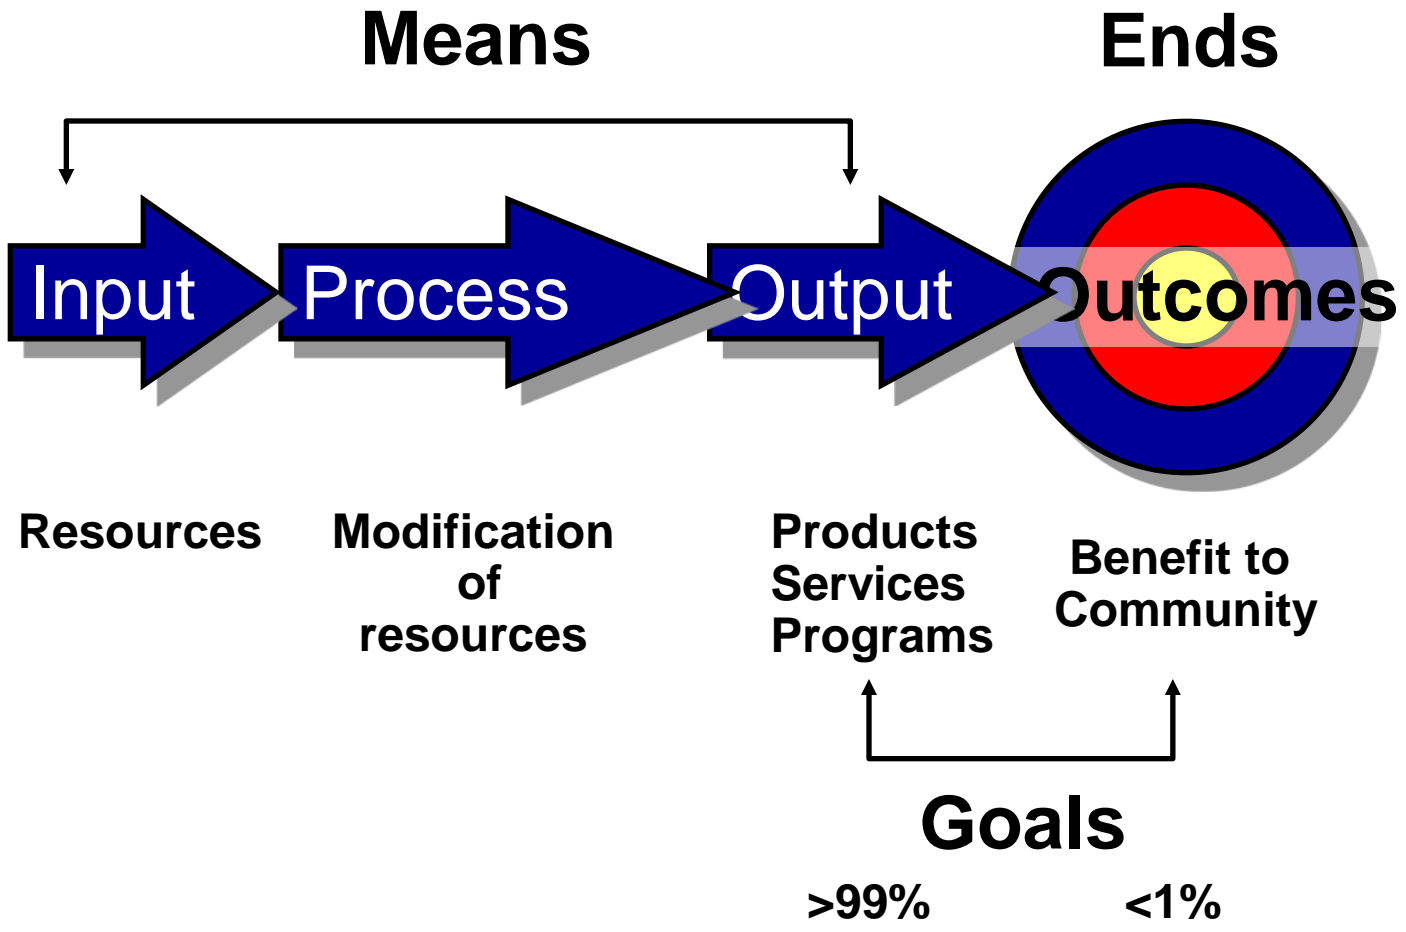 Means
Ends
Input
Process
Output
Outcomes
Resources
Modification
of
resources
Products
Services
Programs
Benefit to
Community
Goals
>99%
<1%